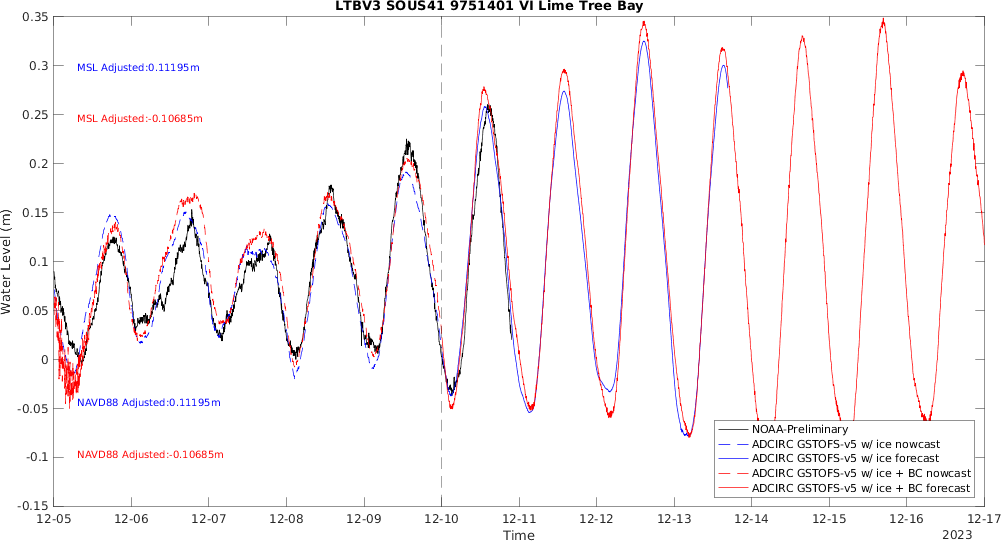 LTBV3 SOUS41 9751401 VI Lime Tree Bay
0.35
0.3
0.25
0.2
0.15
0.1
0.05
0
-0.05
-0.1
-0.15
Water Level (m)
MSL Adjusted:0.11195m
MSL Adjusted:-0.10685m
NAVD88 Adjusted:0.11195m
NAVD88 Adjusted:-0.10685m
NOAA-Preliminary
ADCIRC GSTOFS-v5 w/ ice nowcast
ADCIRC GSTOFS-v5 w/ ice forecast
ADCIRC GSTOFS-v5 w/ ice + BC nowcast
ADCIRC GSTOFS-v5 w/ ice + BC forecast
12-05 12-06 12-07 12-08 12-09 12-10 12-11 12-12 12-13 12-14 12-15 12-16 12-17
Time
2023